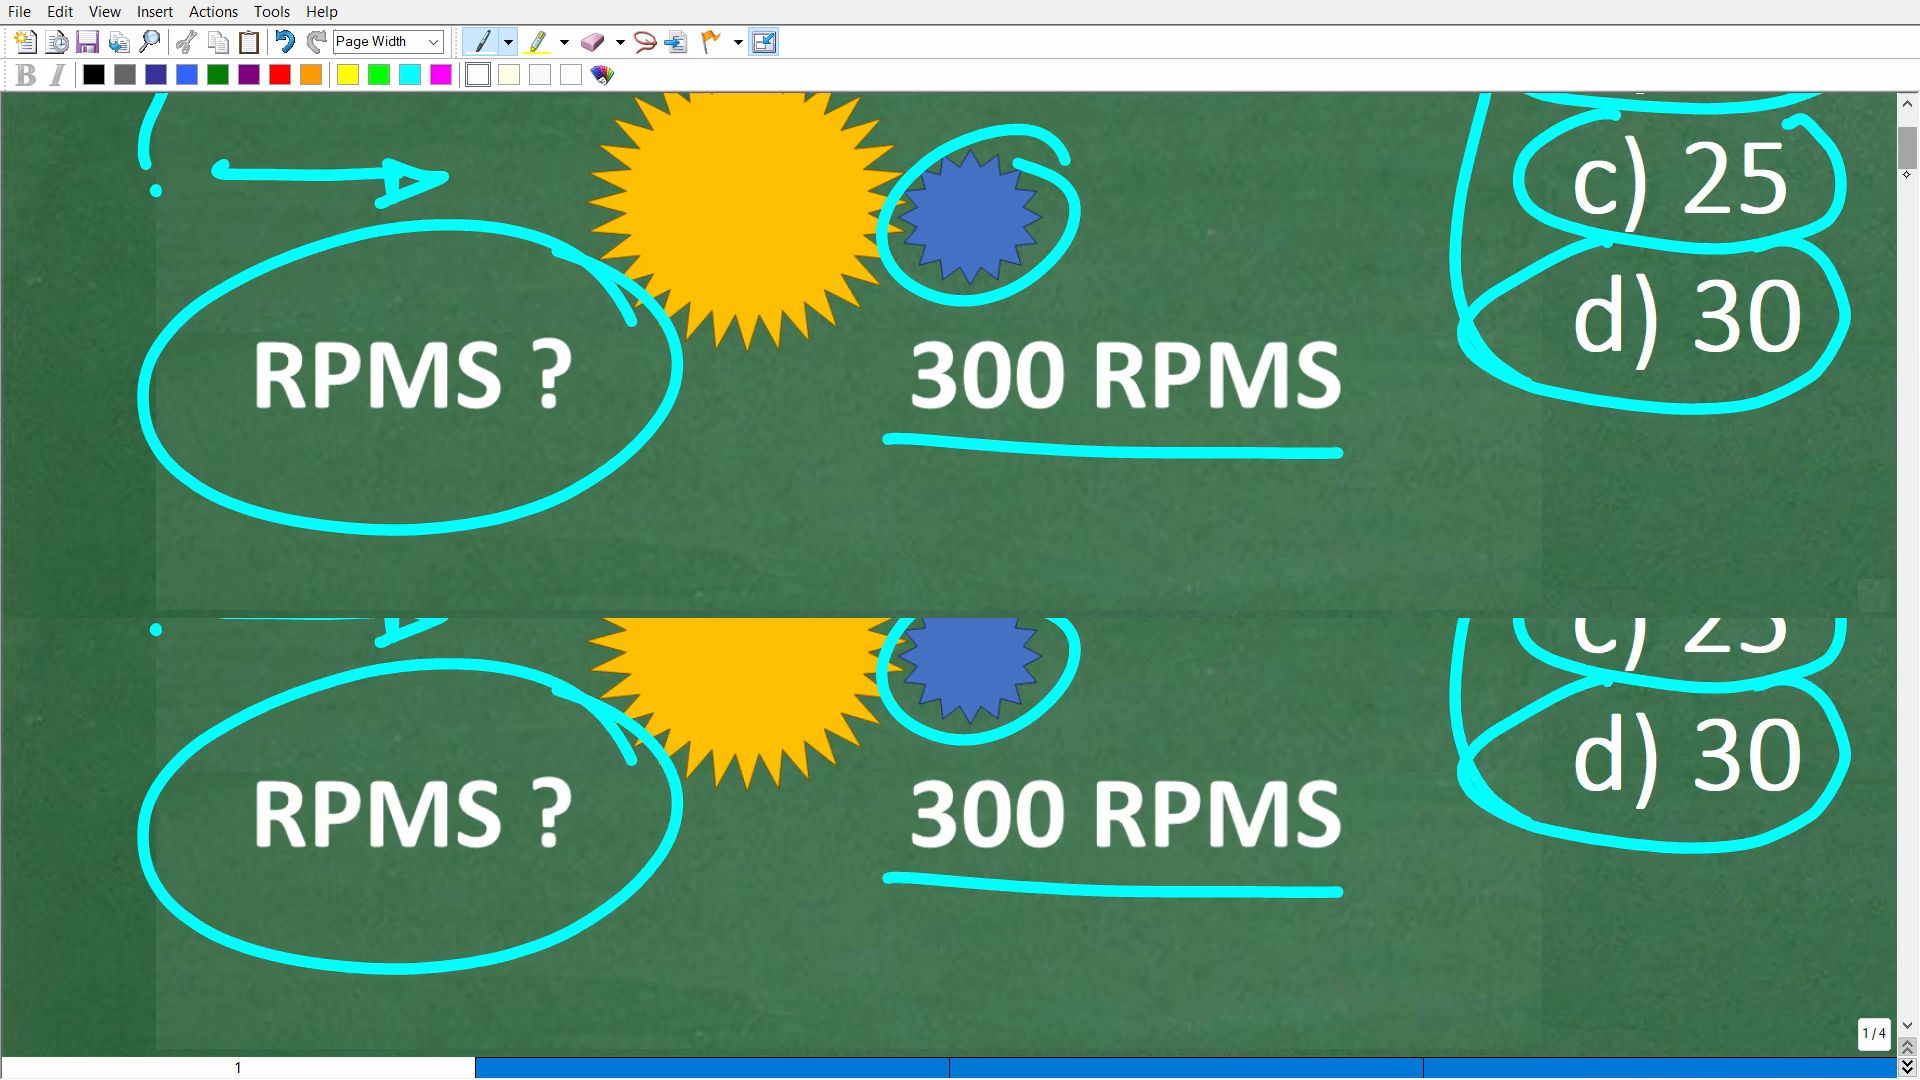 File Edit View Insert Actions Tools Help
Page Width
B I
c) 25
d) 30
RPMS ?
300 RPMS
c) 25
d) 30
RPMS ?
300 RPMS
1 / 4
1